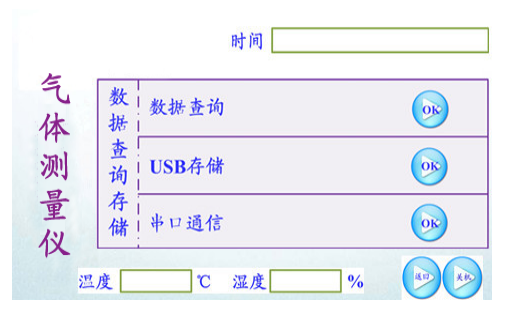 时间
气体测量仪
数据查询存储
数据查询 OK
USB存储 OK
串口通信 OK
温度 ℃ 湿度 % 返回 关机